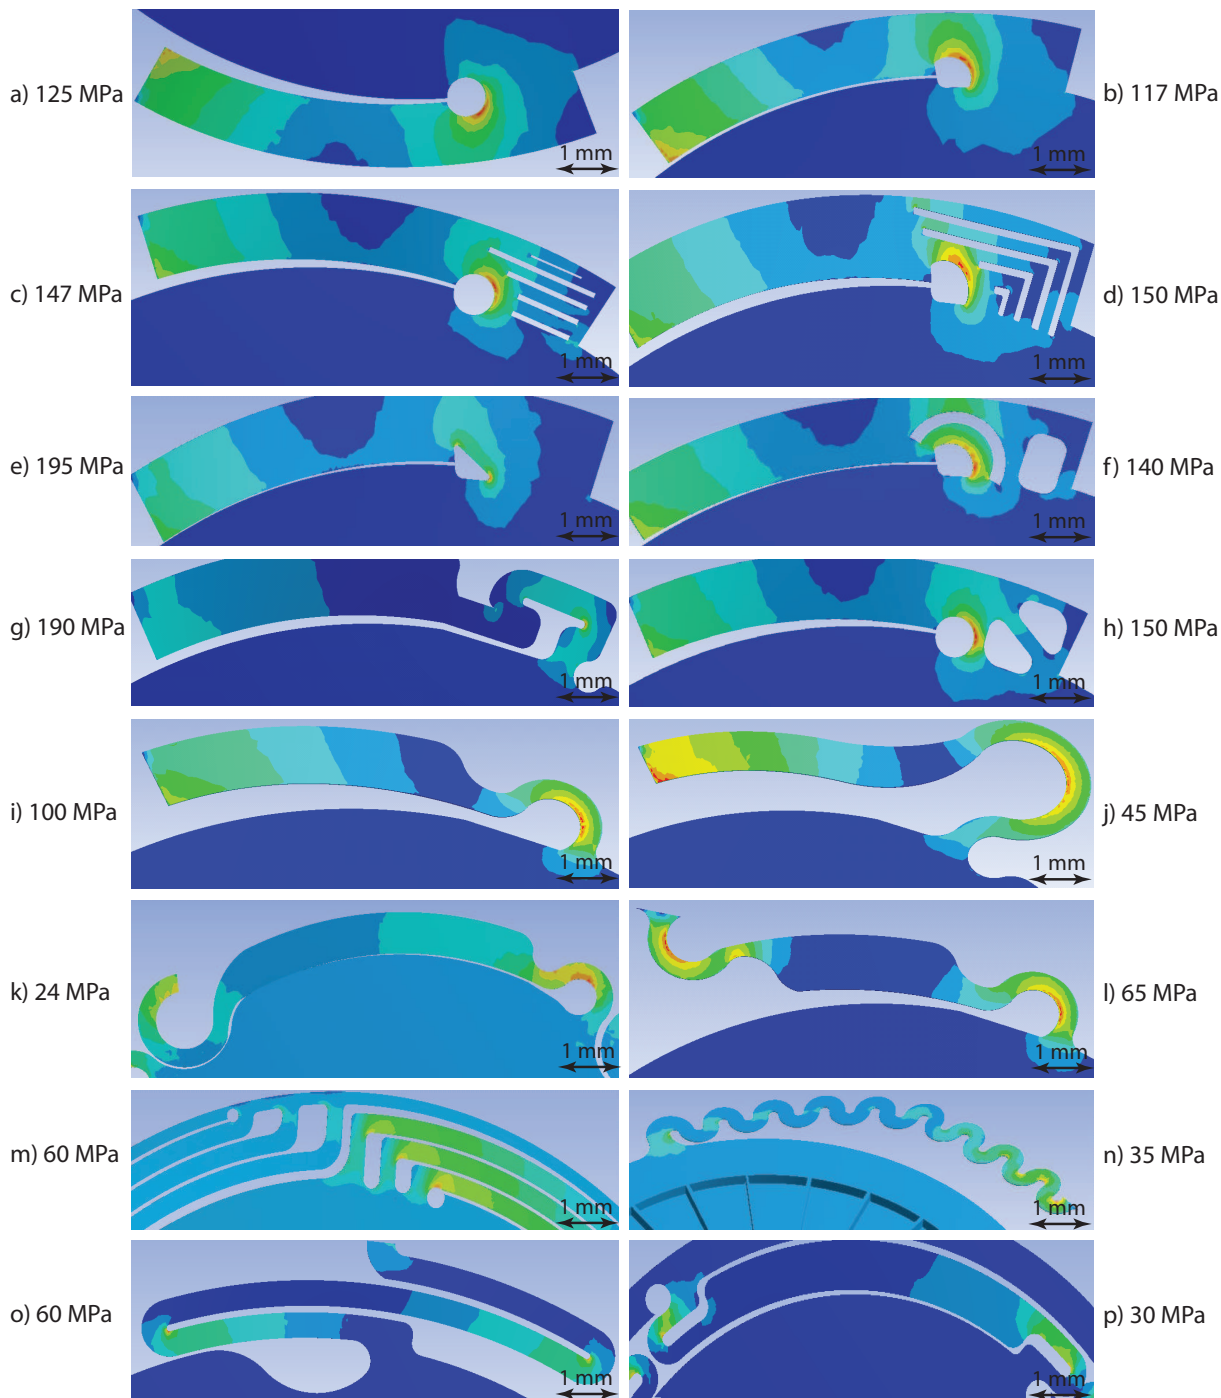 a) 125 MPa
1 mm
1 mm
b) 117 MPa
c) 147 MPa
1 mm
1 mm
d) 150 MPa
e) 195 MPa
1 mm
1 mm
f) 140 MPa
g) 190 MPa
1 mm
1 mm
h) 150 MPa
i) 100 MPa
1 mm
1 mm
j) 45 MPa
k) 24 MPa
1 mm
1 mm
l) 65 MPa
m) 60 MPa
1 mm
1 mm
n) 35 MPa
o) 60 MPa
1 mm
1 mm
p) 30 MPa